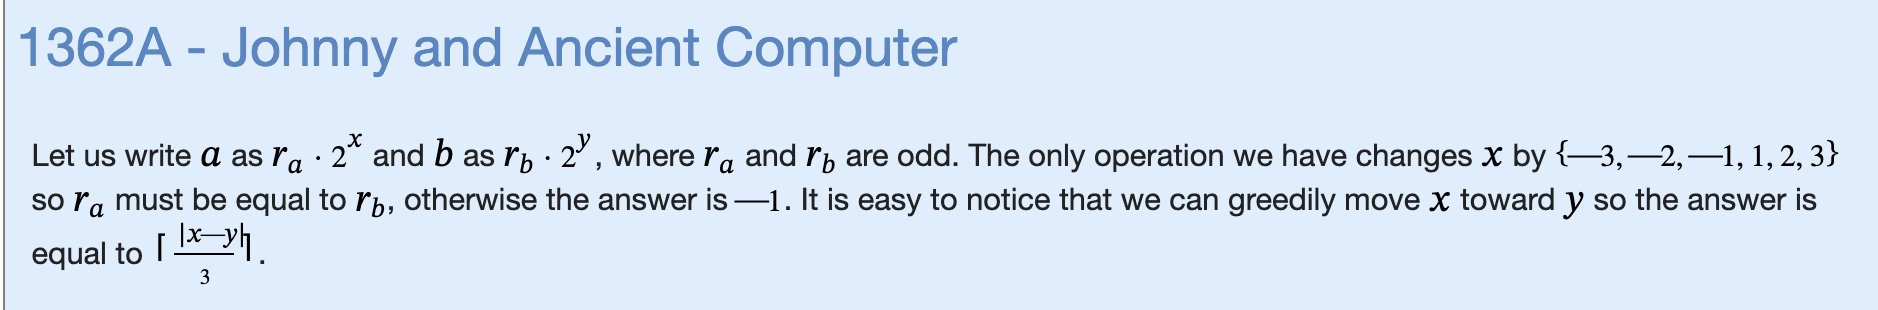 1362A - Johnny and Ancient Computer
Let us write a as r_a · 2^x and b as r_b · 2^y, where r_a and r_b are odd. The only operation we have changes x by {—3, —2, —1, 1, 2, 3}
so r_a must be equal to r_b, otherwise the answer is —1. It is easy to notice that we can greedily move x toward y so the answer is
equal to ⌈|x—y|/3⌉.